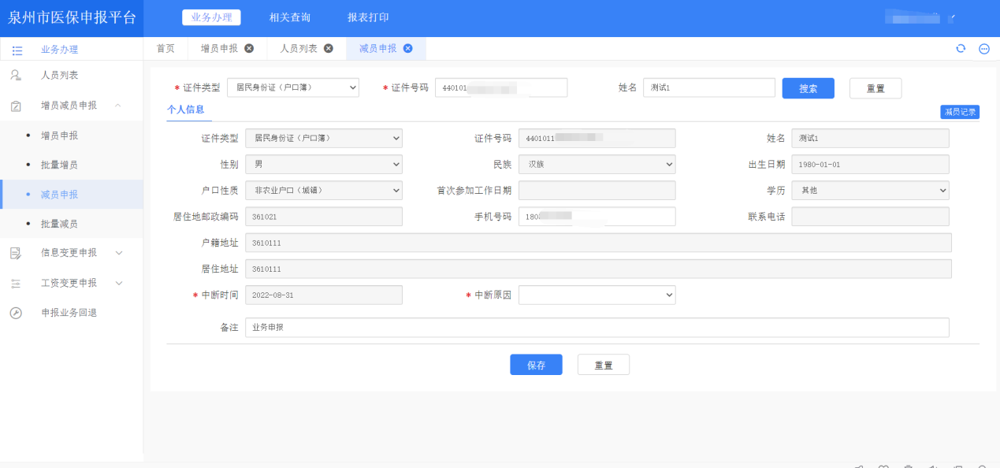 泉州市医保申报平台 业务办理 相关查询 报表打印
业务办理 首页 增员申报 人员列表 减员申报
人员列表
增员减员申报
增员申报
批量增员
减员申报
批量减员
信息变更申报
工资变更申报
申报业务回退
* 证件类型 居民身份证（户口簿） * 证件号码 440101 姓名 测试1 搜索 重置
个人信息 减员记录
证件类型 居民身份证（户口簿） 证件号码 4401011 姓名 测试1
性别 男 民族 汉族 出生日期 1980-01-01
户口性质 非农业户口（城镇） 首次参加工作日期 学历 其他
居住地邮政编码 361021 手机号码 180 联系电话
户籍地址 3610111
居住地址 3610111
* 中断时间 2022-08-31 * 中断原因
备注 业务申报
保存 重置